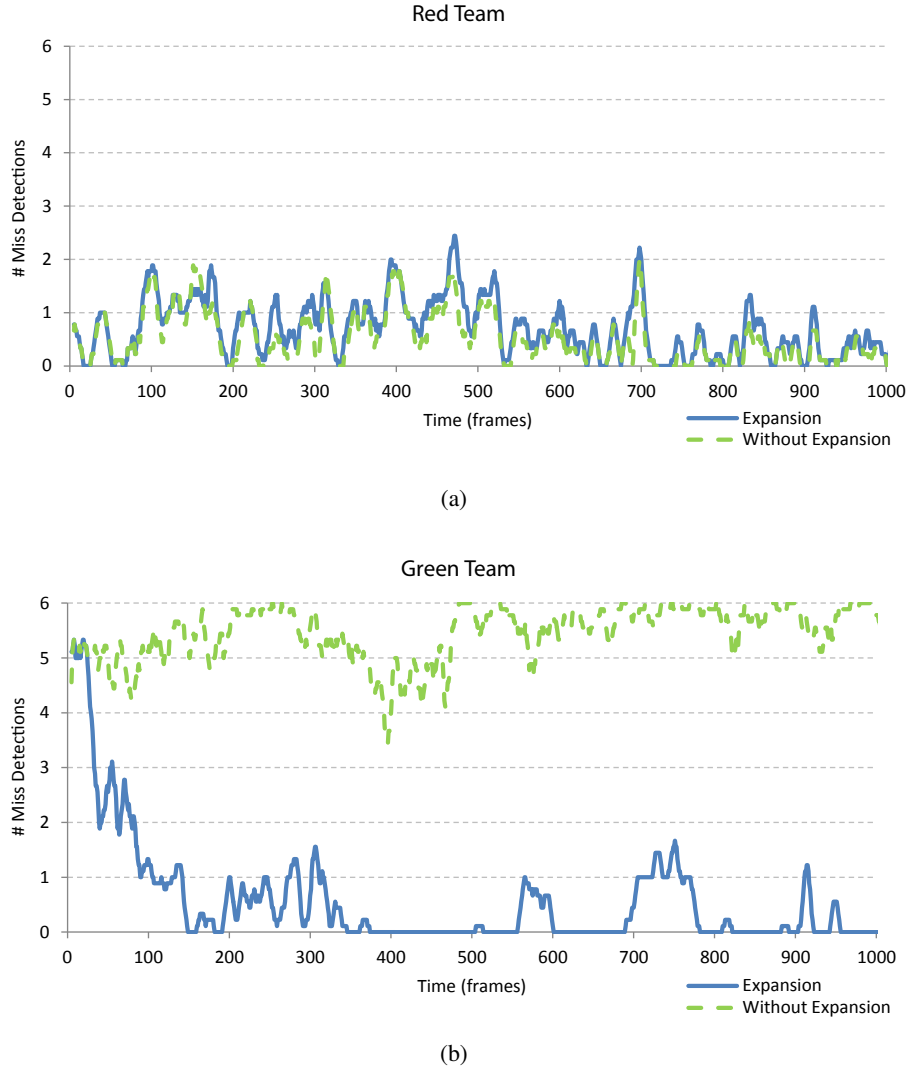 Red Team
6
5
4
3
2
1
0
# Miss Detections
0 100 200 300 400 500 600 700 800 900 1000
Time (frames)
Expansion
Without Expansion
(a)
Green Team
6
5
4
3
2
1
0
# Miss Detections
0 100 200 300 400 500 600 700 800 900 1000
Time (frames)
Expansion
Without Expansion
(b)